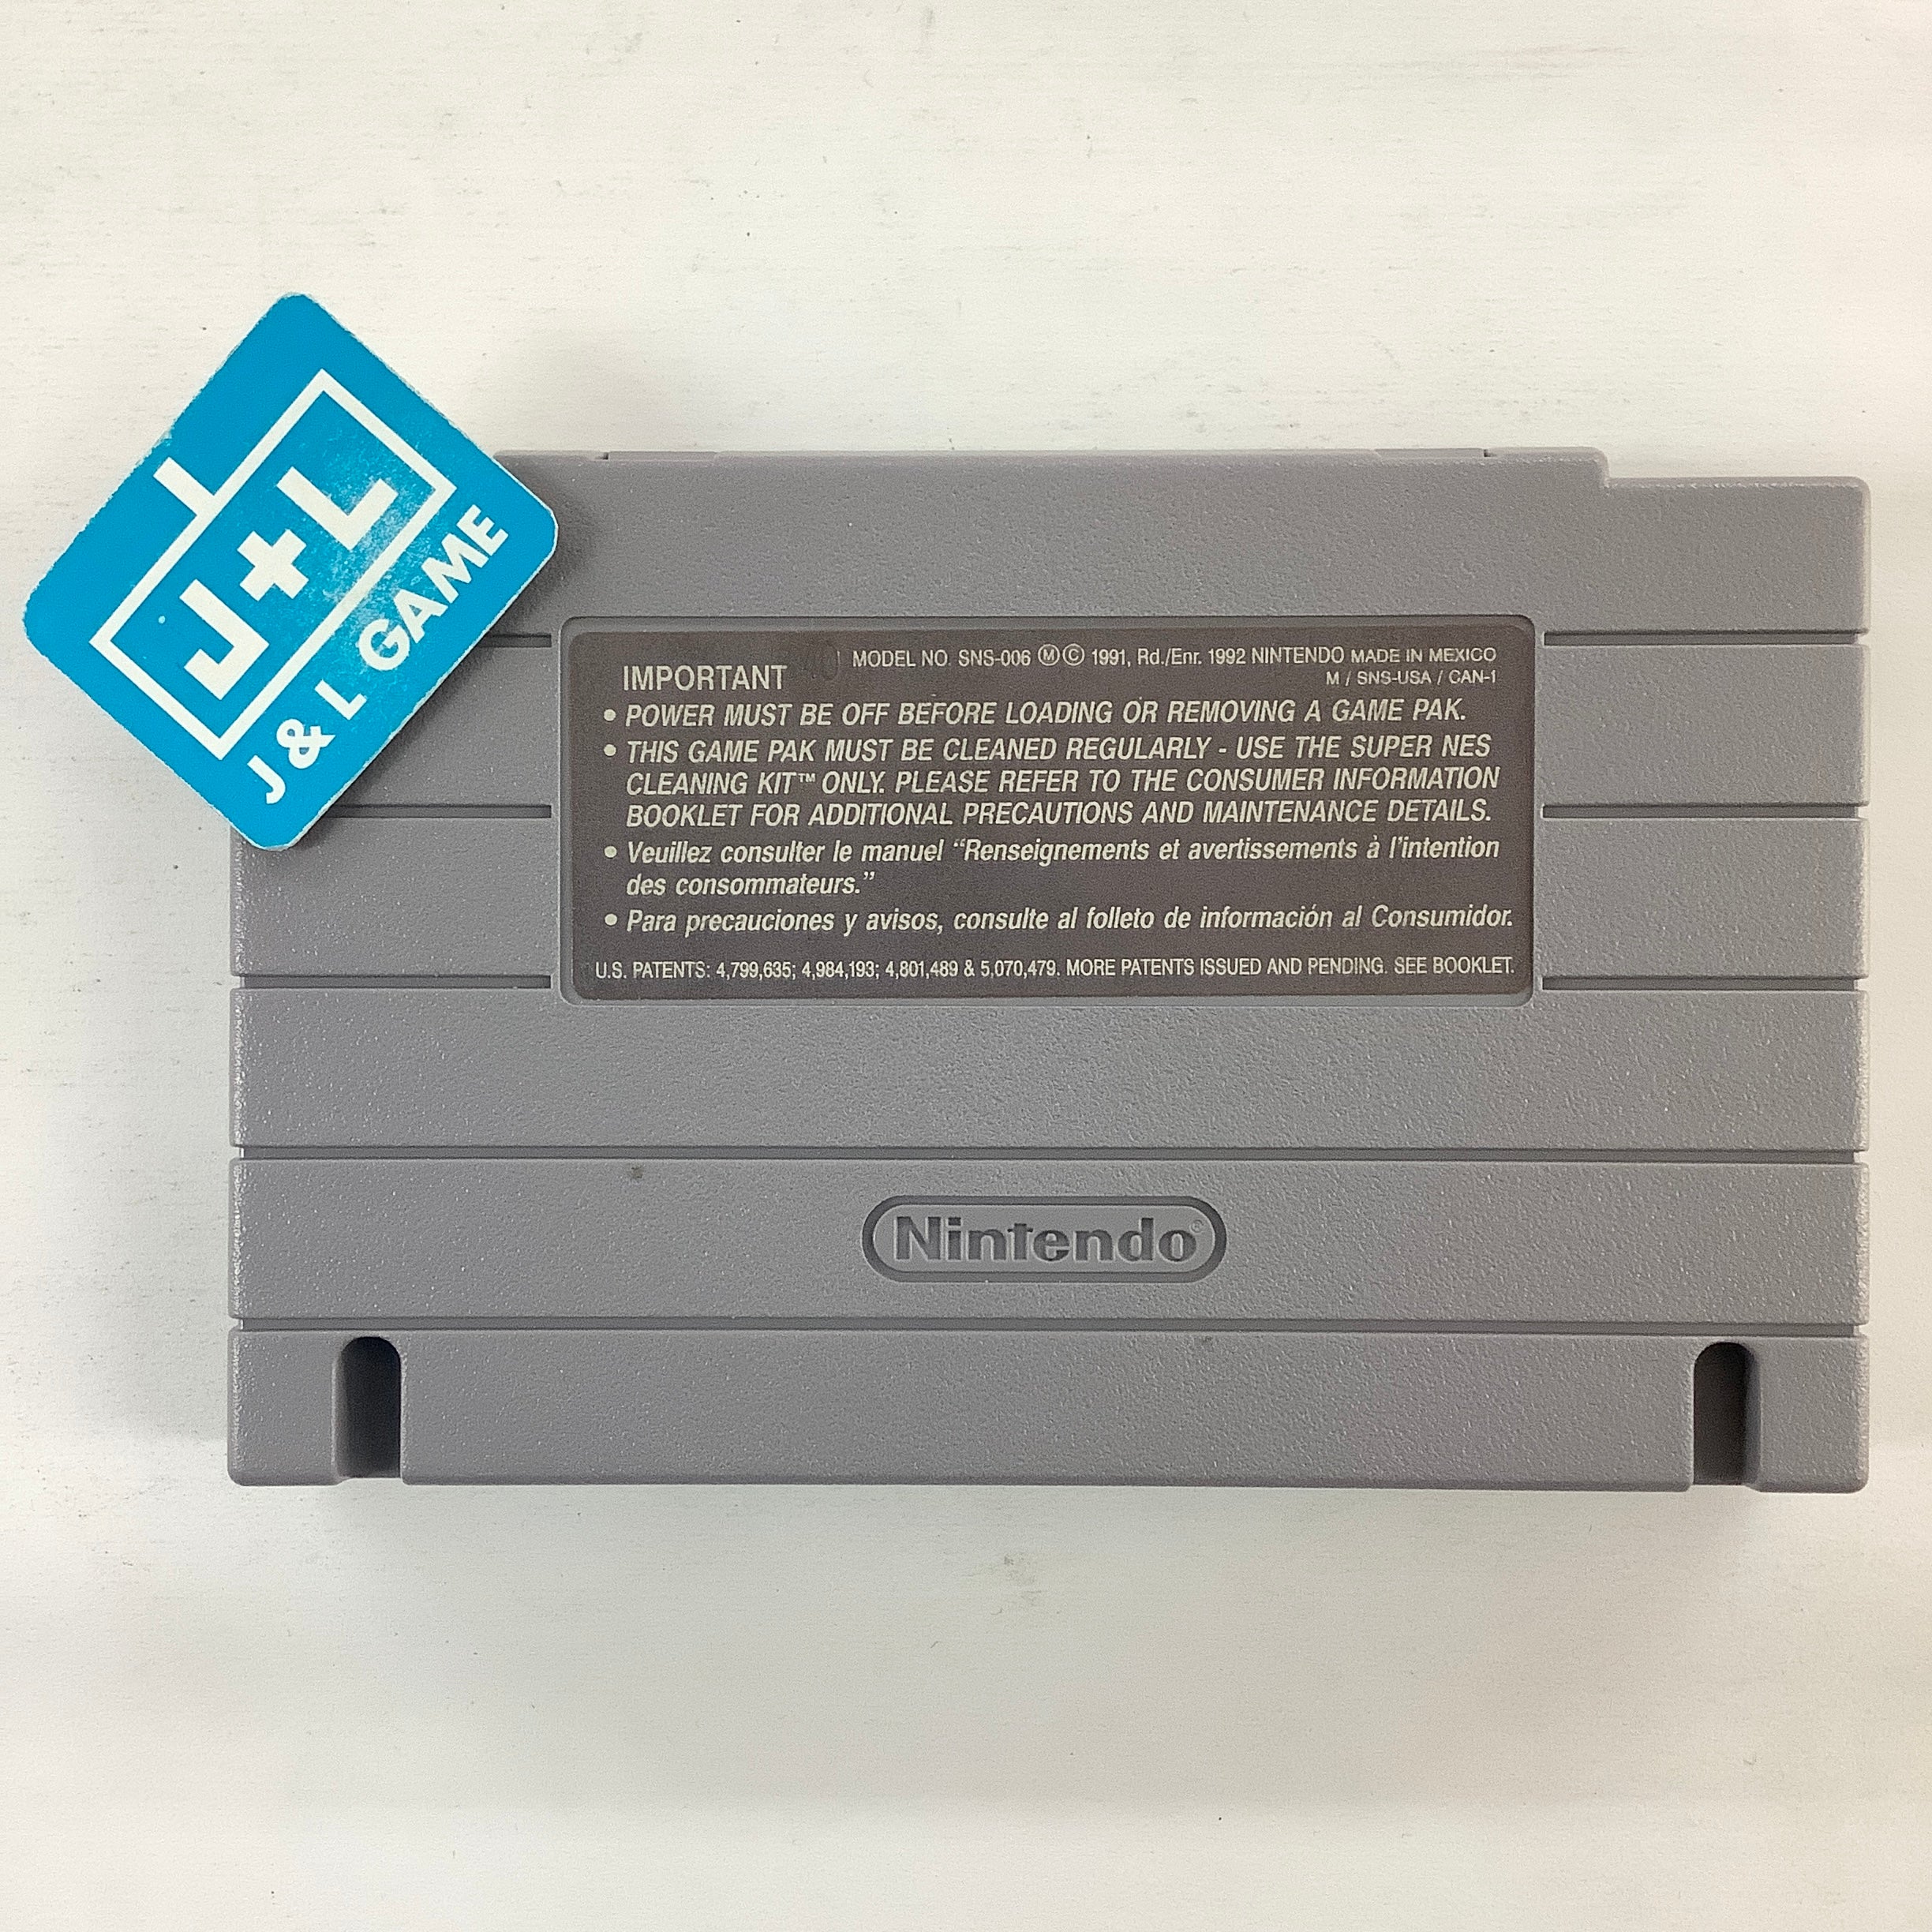 J+L
J & L GAME
MODEL NO. SNS-006 Ⓜ© 1991, Rd./Enr. 1992 NINTENDO MADE IN MEXICO
M / SNS-USA / CAN-1
IMPORTANT
• POWER MUST BE OFF BEFORE LOADING OR REMOVING A GAME PAK.
• THIS GAME PAK MUST BE CLEANED REGULARLY - USE THE SUPER NES
CLEANING KIT™ ONLY. PLEASE REFER TO THE CONSUMER INFORMATION
BOOKLET FOR ADDITIONAL PRECAUTIONS AND MAINTENANCE DETAILS.
• Veuillez consulter le manuel “Renseignements et avertissements à l’intention
des consommateurs.”
• Para precauciones y avisos, consulte al folleto de información al Consumidor.
U.S. PATENTS: 4,799,635; 4,984,193; 4,801,489 & 5,070,479. MORE PATENTS ISSUED AND PENDING. SEE BOOKLET.
Nintendo®